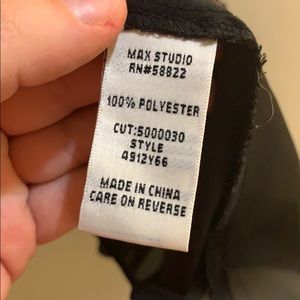 MAX STUDIO
RN#58822
100% POLYESTER
CUT:5000030
STYLE
4912Y66
MADE IN CHINA
CARE ON REVERSE